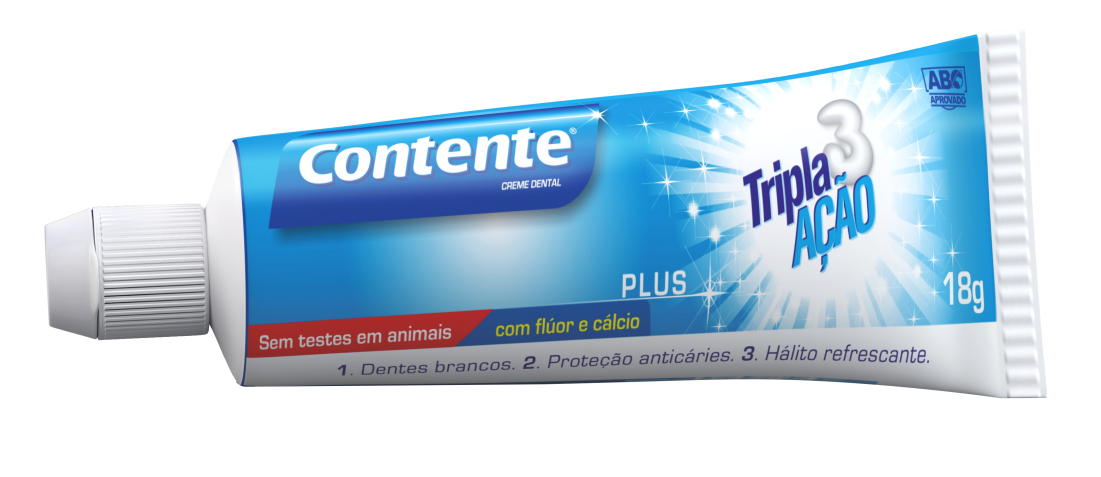 Contente®
CREME DENTAL
3
Tripla
AÇÃO
ABO
APROVADO
PLUS
18g
Sem testes em animais
com flúor e cálcio
1. Dentes brancos. 2. Proteção anticáries. 3. Hálito refrescante.